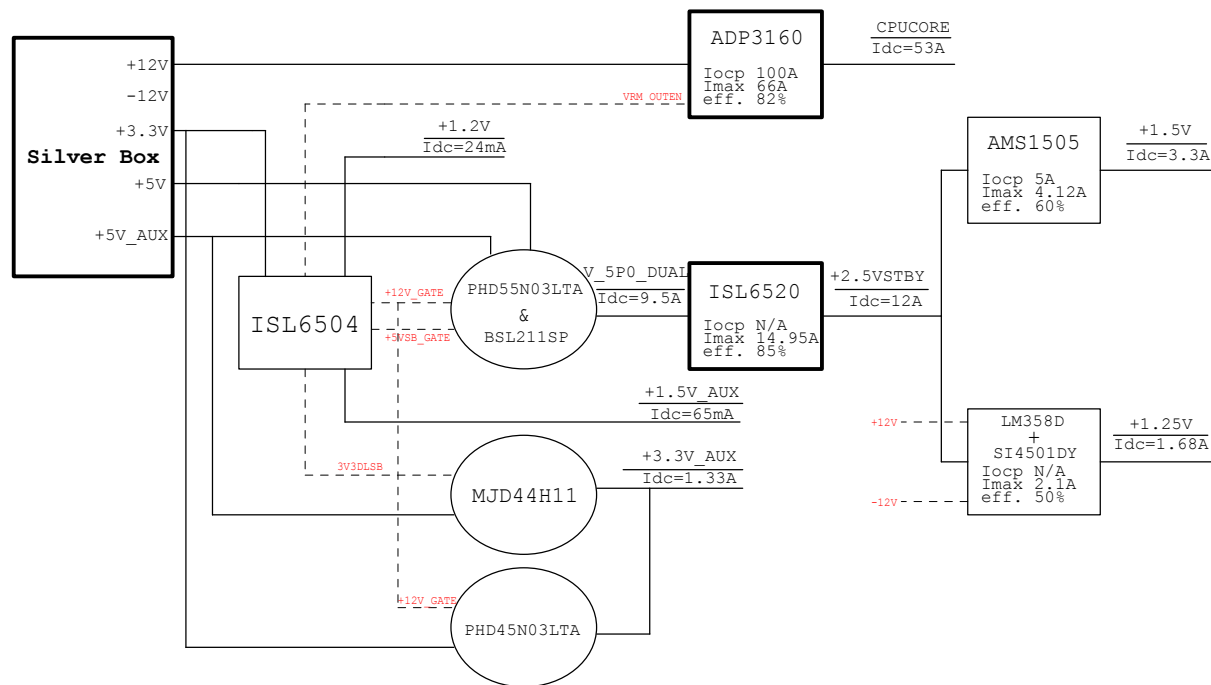 Silver Box
+12V
-12V
+3.3V
+5V
+5V_AUX
ADP3160
Iocp 100A
Imax 66A
eff. 82%
CPUCORE
Idc=53A
VRM_OUTEN
+1.2V
Idc=24mA
AMS1505
Iocp 5A
Imax 4.12A
eff. 60%
+1.5V
Idc=3.3A
ISL6504
+12V_GATE
+5VSB_GATE
PHD55N03LTA
&
BSL211SP
V_5P0_DUAL
Idc=9.5A
ISL6520
Iocp N/A
Imax 14.95A
eff. 85%
+2.5VSTBY
Idc=12A
+1.5V_AUX
Idc=65mA
3V3DLSB
MJD44H11
+3.3V_AUX
Idc=1.33A
+12V
-12V
LM358D
+
SI4501DY
Iocp N/A
Imax 2.1A
eff. 50%
+1.25V
Idc=1.68A
+12V_GATE
PHD45N03LTA